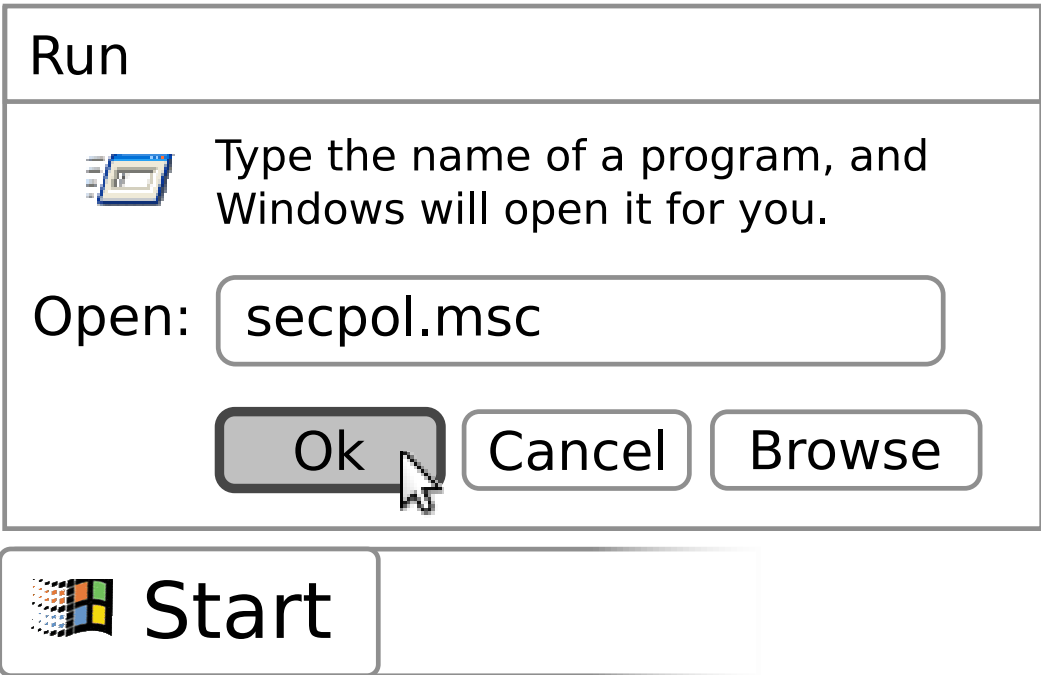 Run
Type the name of a program, and
Windows will open it for you.
Open: secpol.msc
Ok Cancel Browse
Start